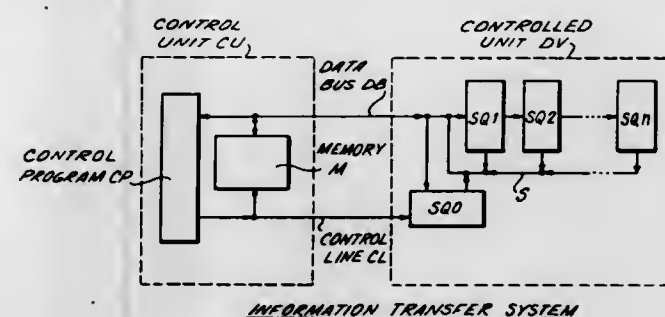 CONTROL
UNIT CU
CONTROLLED
UNIT DV
DATA
BUS DB
SQ1
SQ2
SQn
CONTROL
PROGRAM CP
MEMORY
M
S
SQ0
CONTROL
LINE CL
INFORMATION TRANSFER SYSTEM